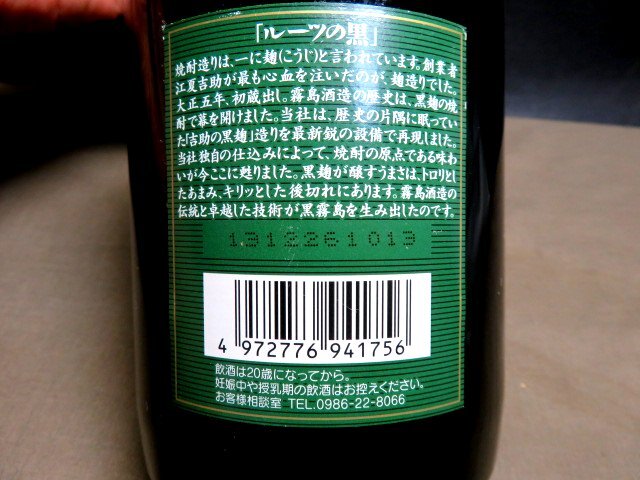 「ルーツの黒」
焼酎造りは、一に麹(こうじ)と言われています。創業者
江夏吉助が最も心血を注いだのが、麹造りでした。
大正五年、初蔵出し。霧島酒造の歴史は、黒麹の焼
酎で幕を開けました。当社は、歴史の片隅に眠ってい
た「吉助の黒麹」造りを最新鋭の設備で再現しました。
当社独自の仕込みによって、焼酎の原点である味わ
いが今ここに甦りました。黒麹が醸すうまさは、トロリとし
たあまみ、キリッとした後切れにあります。霧島酒造の
伝統と卓越した技術が黒霧島を生み出したのです。
1312261013
4 972776 941756
飲酒は20歳になってから。
妊娠中や授乳期の飲酒はお控えください。
お客様相談室 TEL.0986-22-8066